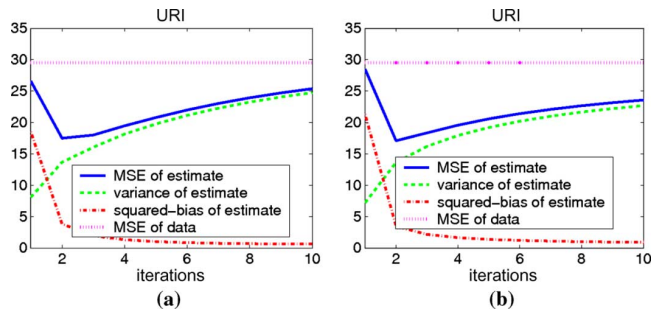 URI
35
30
25
20
15
10
5
0
2
4
6
8
10
iterations
MSE of estimate
variance of estimate
squared-bias of estimate
MSE of data
(a)
URI
35
30
25
20
15
10
5
0
2
4
6
8
10
iterations
MSE of estimate
variance of estimate
squared-bias of estimate
MSE of data
(b)